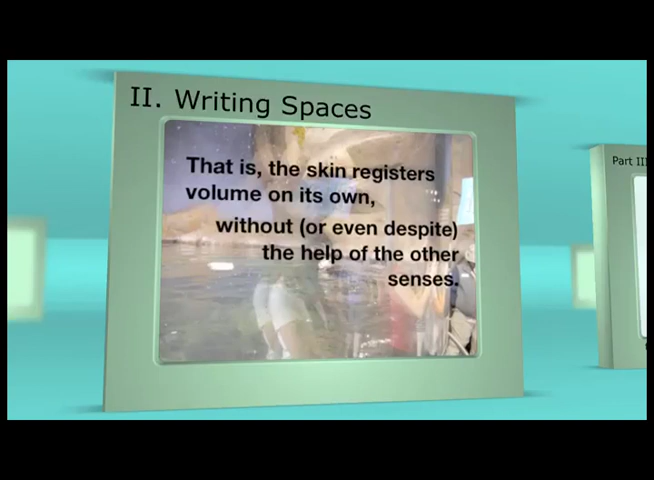 II. Writing Spaces
That is, the skin registers
volume on its own,
without (or even despite)
the help of the other
senses.
Part III